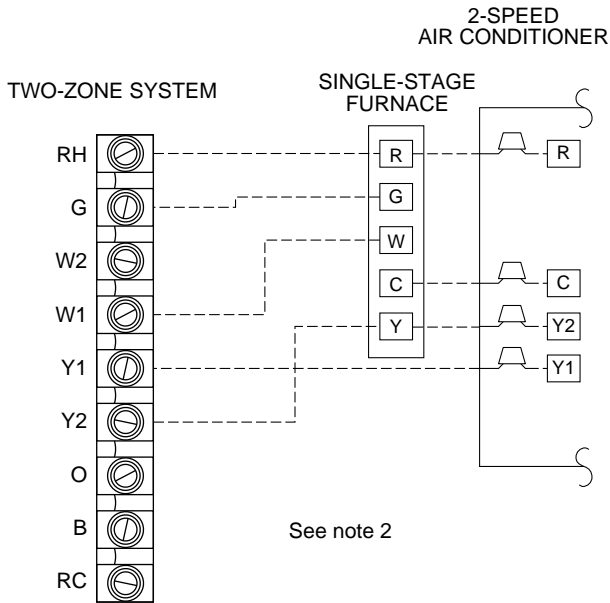 2-SPEED
AIR CONDITIONER
TWO-ZONE SYSTEM
SINGLE-STAGE
FURNACE
RH
R
R
G
G
W2
W
W1
C
C
Y
Y2
Y1
Y1
Y2
O
B
See note 2
RC